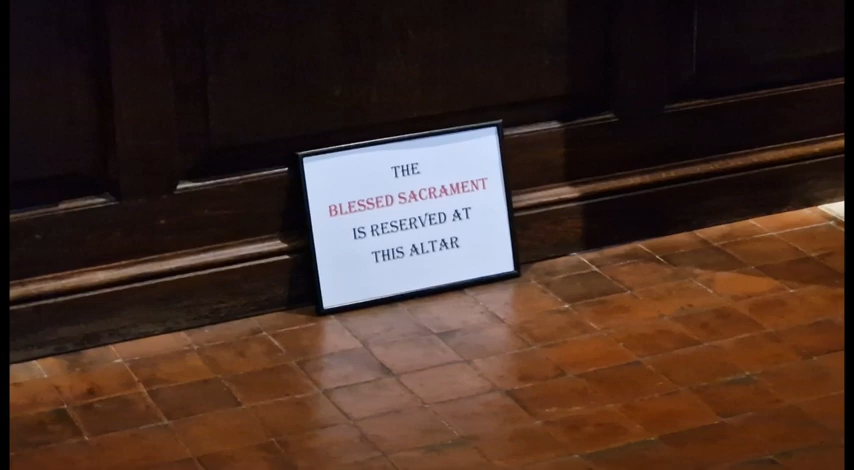 THE
BLESSED SACRAMENT
IS RESERVED AT
THIS ALTAR